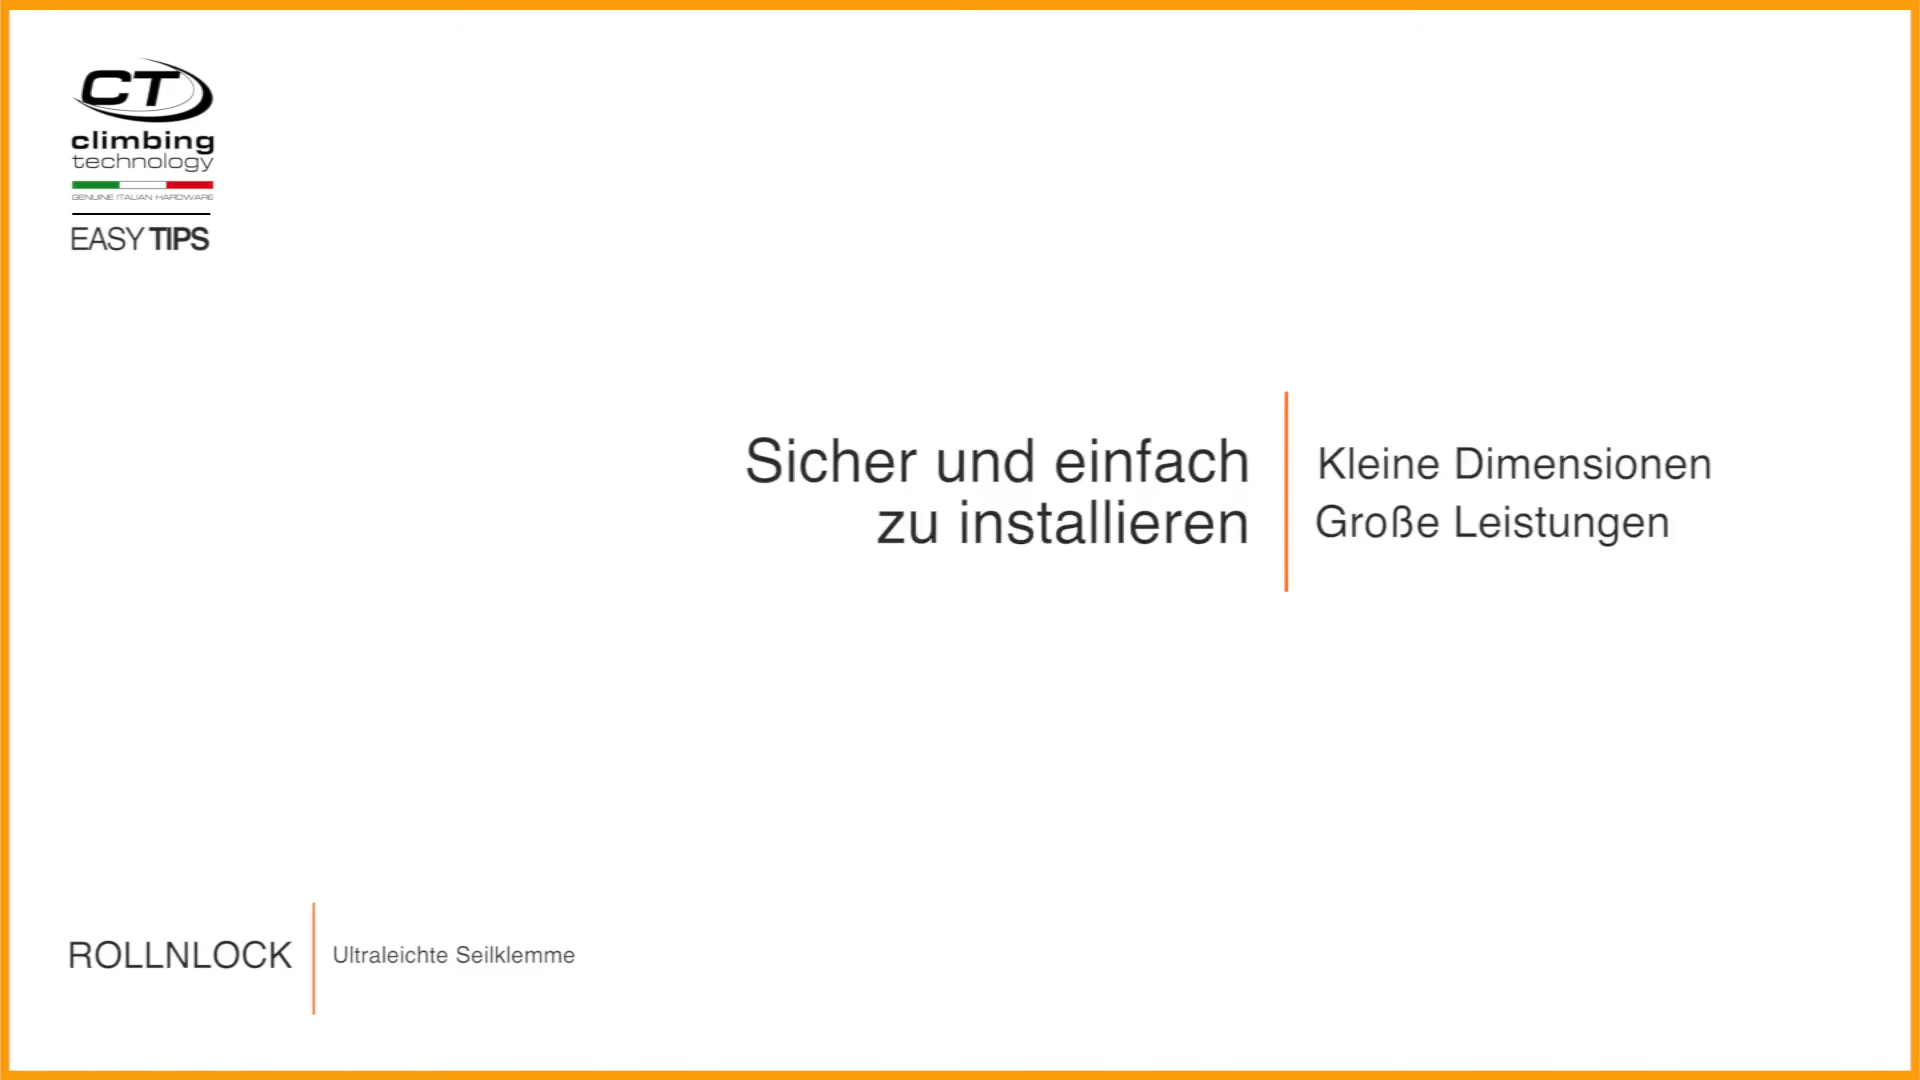 CT
climbing
technology
GENUINE ITALIAN HARDWARE
EASY TIPS
Sicher und einfach
zu installieren
Kleine Dimensionen
Große Leistungen
ROLLNLOCK
Ultraleichte Seilklemme